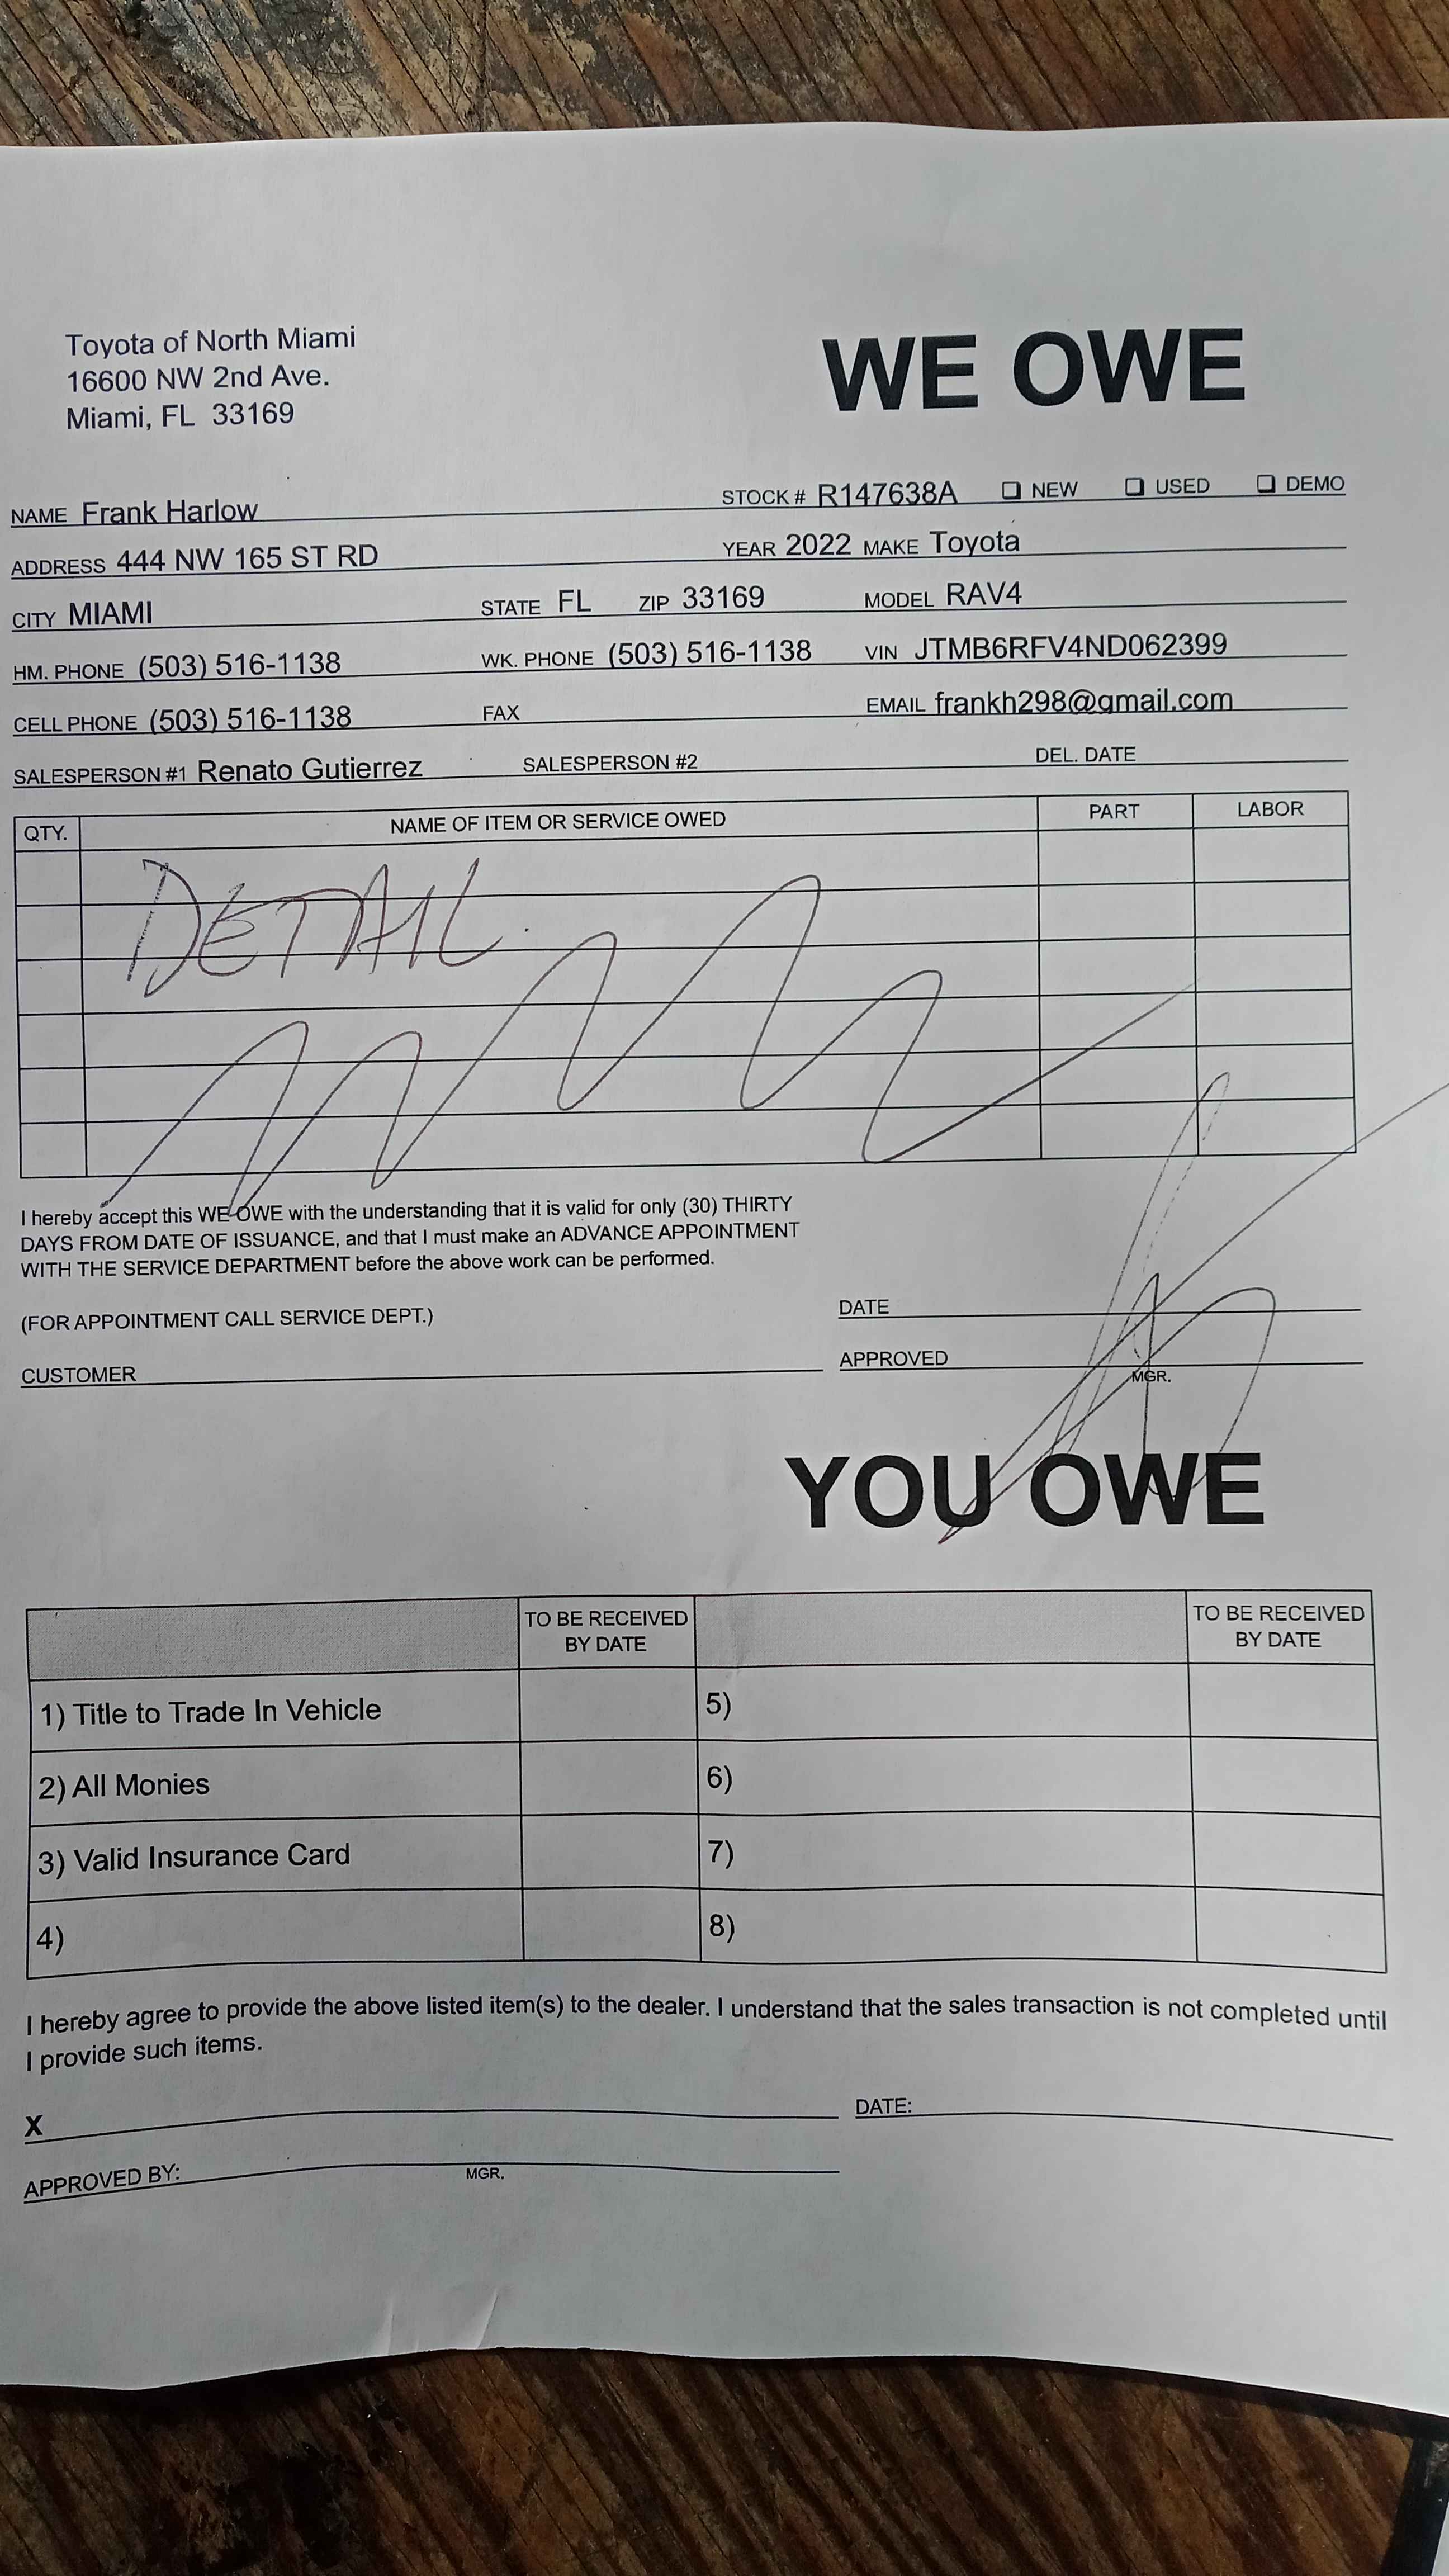 Toyota of North Miami
16600 NW 2nd Ave.
Miami, FL 33169
WE OWE
NAME Frank Harlow STOCK # R147638A ❑ NEW ❑ USED ❑ DEMO
ADDRESS 444 NW 165 ST RD YEAR 2022 MAKE Toyota
CITY MIAMI STATE FL ZIP 33169 MODEL RAV4
HM. PHONE (503) 516-1138 WK. PHONE (503) 516-1138 VIN JTMB6RFV4ND062399
CELL PHONE (503) 516-1138 FAX EMAIL frankh298@gmail.com
SALESPERSON #1 Renato Gutierrez SALESPERSON #2 DEL. DATE
QTY. NAME OF ITEM OR SERVICE OWED PART LABOR
DETAIL
I hereby accept this WE OWE with the understanding that it is valid for only (30) THIRTY
DAYS FROM DATE OF ISSUANCE, and that I must make an ADVANCE APPOINTMENT
WITH THE SERVICE DEPARTMENT before the above work can be performed.
(FOR APPOINTMENT CALL SERVICE DEPT.) DATE
CUSTOMER APPROVED
MGR.
YOU OWE
TO BE RECEIVED BY DATE TO BE RECEIVED BY DATE
1) Title to Trade In Vehicle 5)
2) All Monies 6)
3) Valid Insurance Card 7)
4) 8)
I hereby agree to provide the above listed item(s) to the dealer. I understand that the sales transaction is not completed until
I provide such items.
X DATE:
APPROVED BY: MGR.